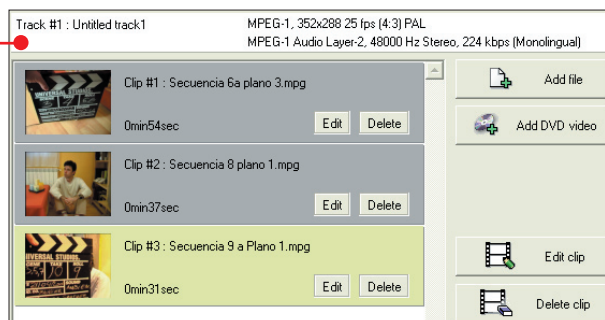 Track #1 : Untitled track1
MPEG-1, 352x288 25 fps (4:3) PAL
MPEG-1 Audio Layer-2, 48000 Hz Stereo, 224 kbps (Monolingual)
Clip #1 : Secuencia 6a plano 3.mpg
0min54sec
Edit Delete
Clip #2 : Secuencia 8 plano 1.mpg
0min37sec
Edit Delete
Clip #3 : Secuencia 9 a Plano 1.mpg
0min31sec
Edit Delete
Add file
Add DVD video
Edit clip
Delete clip